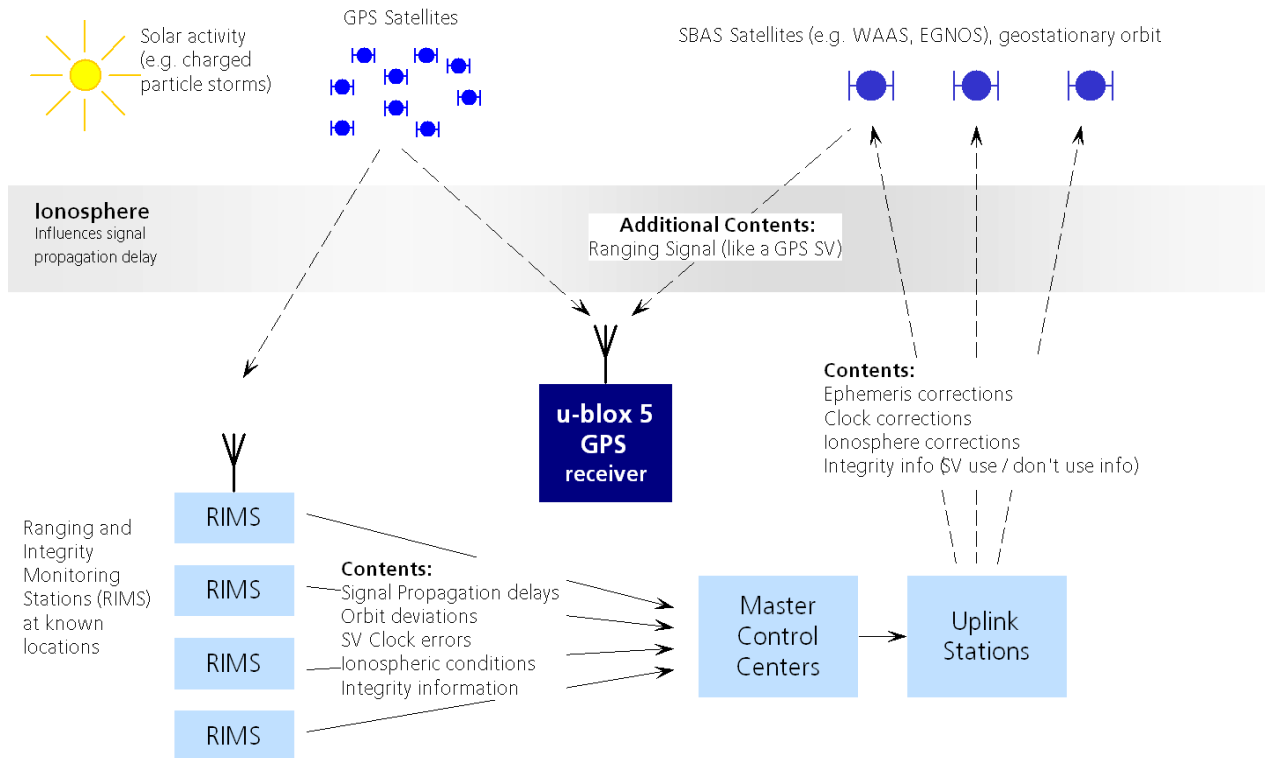 Solar activity
(e.g. charged
particle storms)
GPS Satellites
SBAS Satellites (e.g. WAAS, EGNOS), geostationary orbit
Ionosphere
Influences signal
propagation delay
Additional Contents:
Ranging Signal (like a GPS SV)
u-blox 5
GPS
receiver
Contents:
Ephemeris corrections
Clock corrections
Ionosphere corrections
Integrity info (SV use / don't use info)
Ranging and
Integrity
Monitoring
Stations (RIMS)
at known
locations
RIMS
RIMS
RIMS
RIMS
Contents:
Signal Propagation delays
Orbit deviations
SV Clock errors
Ionospheric conditions
Integrity information
Master
Control
Centers
Uplink
Stations